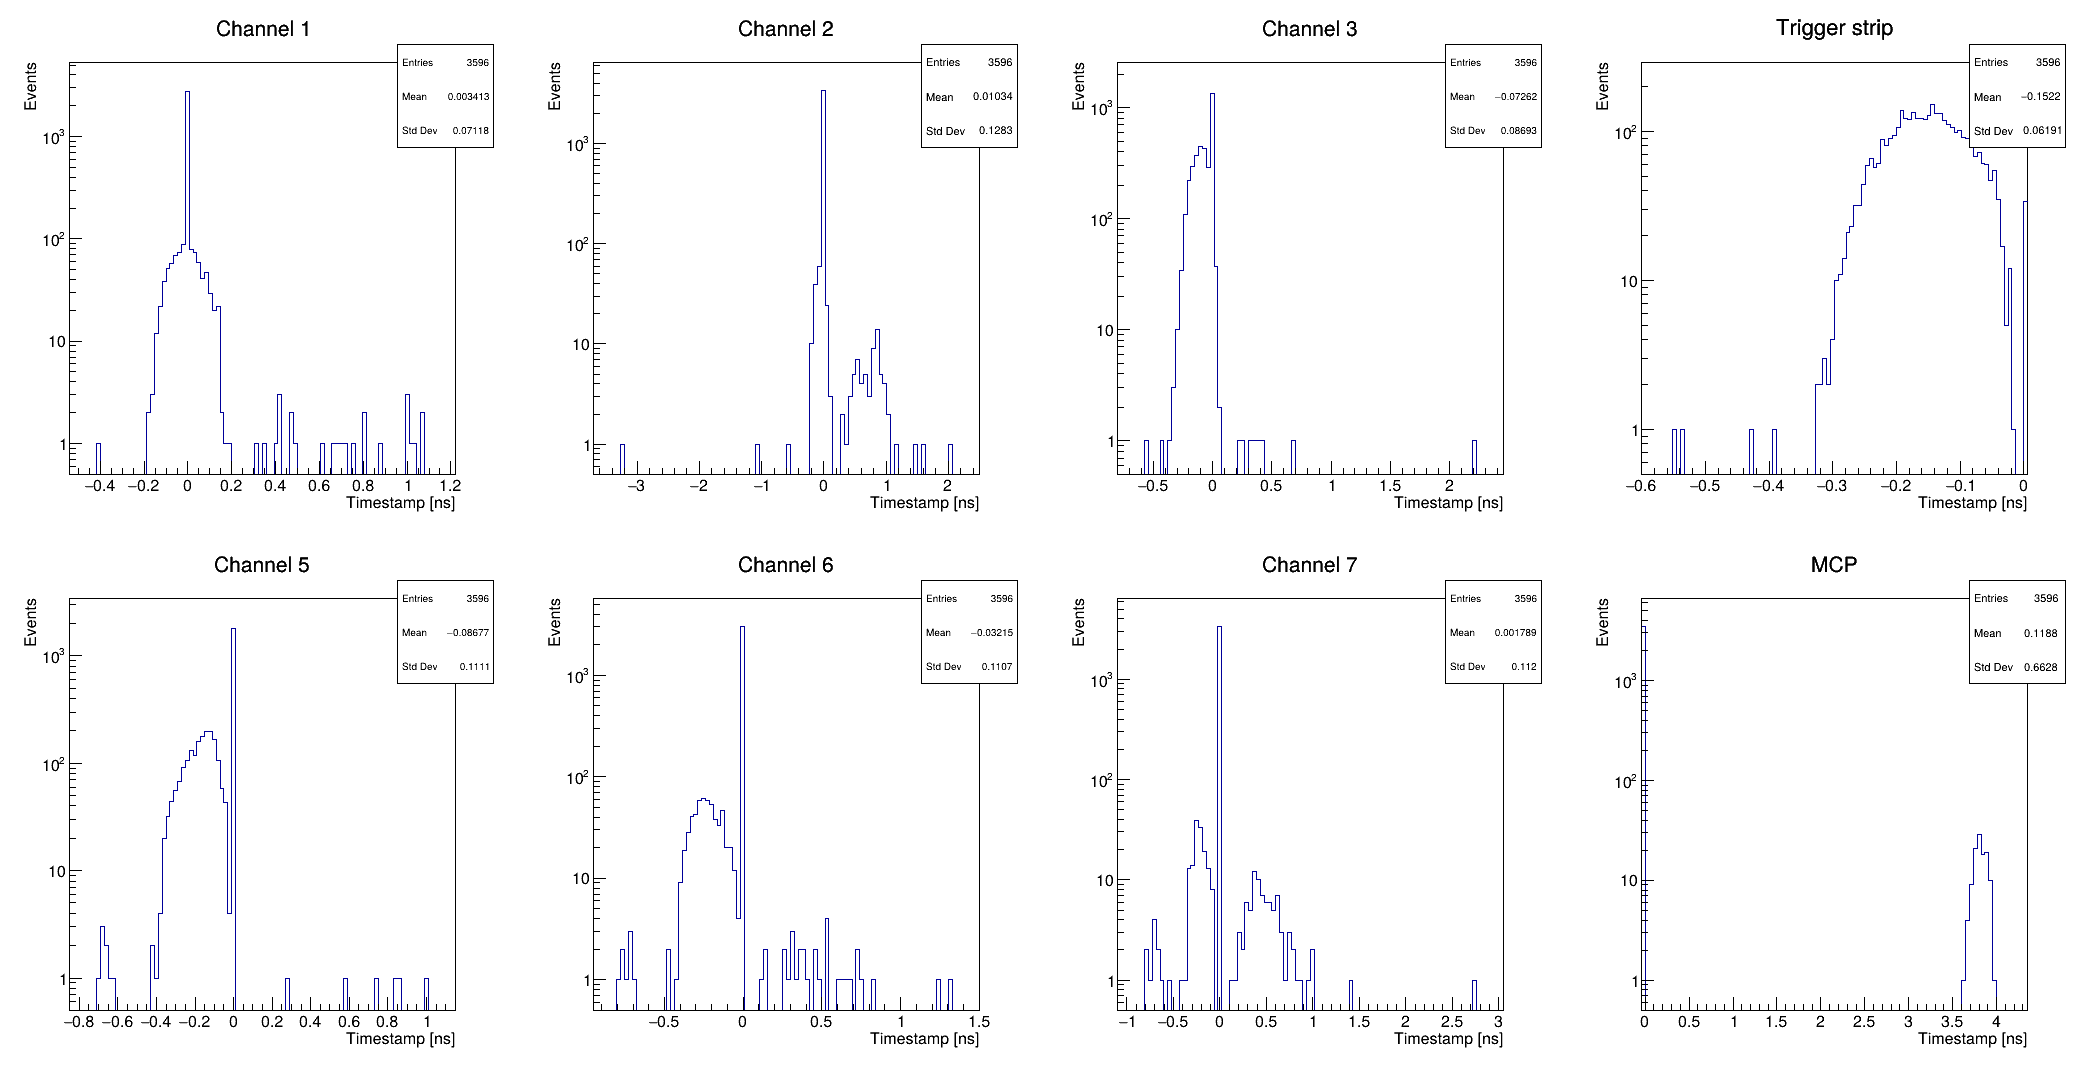 Channel 1
Events
Entries 3596
Mean 0.003413
Std Dev 0.07118
10³
10²
10
1
−0.4 −0.2 0 0.2 0.4 0.6 0.8 1 1.2
Timestamp [ns]
Channel 2
Events
Entries 3596
Mean 0.01034
Std Dev 0.1283
10³
10²
10
1
−3 −2 −1 0 1 2
Timestamp [ns]
Channel 3
Events
Entries 3596
Mean −0.07262
Std Dev 0.08693
10³
10²
10
1
−0.5 0 0.5 1 1.5 2
Timestamp [ns]
Trigger strip
Events
Entries 3596
Mean −0.1522
Std Dev 0.06191
10²
10
1
−0.6 −0.5 −0.4 −0.3 −0.2 −0.1 0
Timestamp [ns]
Channel 5
Events
Entries 3596
Mean −0.08677
Std Dev 0.1111
10³
10²
10
1
−0.8 −0.6 −0.4 −0.2 0 0.2 0.4 0.6 0.8 1
Timestamp [ns]
Channel 6
Events
Entries 3596
Mean −0.03215
Std Dev 0.1107
10³
10²
10
1
−0.5 0 0.5 1 1.5
Timestamp [ns]
Channel 7
Events
Entries 3596
Mean 0.001789
Std Dev 0.112
10³
10²
10
1
−1 −0.5 0 0.5 1 1.5 2 2.5 3
Timestamp [ns]
MCP
Events
Entries 3596
Mean 0.1188
Std Dev 0.6628
10³
10²
10
1
0 0.5 1 1.5 2 2.5 3 3.5 4
Timestamp [ns]